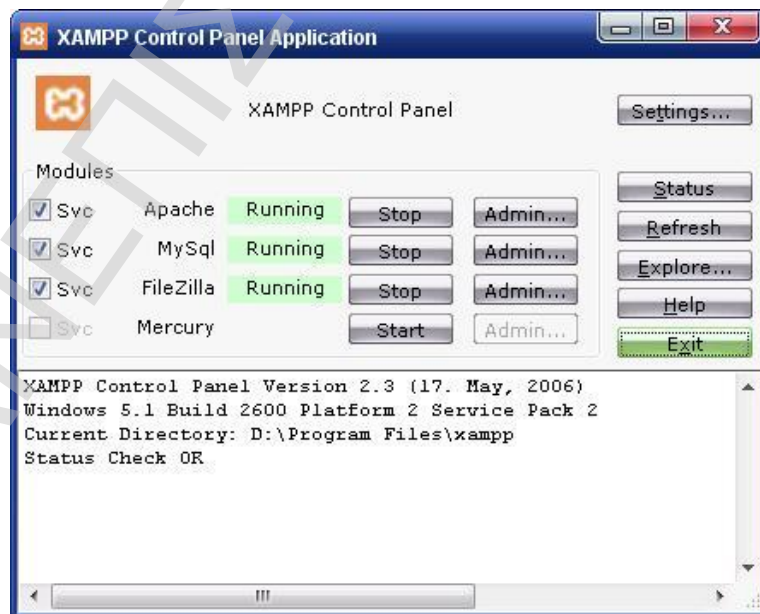 XAMPP Control Panel Application
XAMPP Control Panel
Settings...
Modules
Svc Apache Running Stop Admin...
Svc MySql Running Stop Admin...
Svc FileZilla Running Stop Admin...
Svc Mercury Start Admin...
Status
Refresh
Explore...
Help
Exit
XAMPP Control Panel Version 2.3 (17. May, 2006)
Windows 5.1 Build 2600 Platform 2 Service Pack 2
Current Directory: D:\Program Files\xampp
Status Check OR